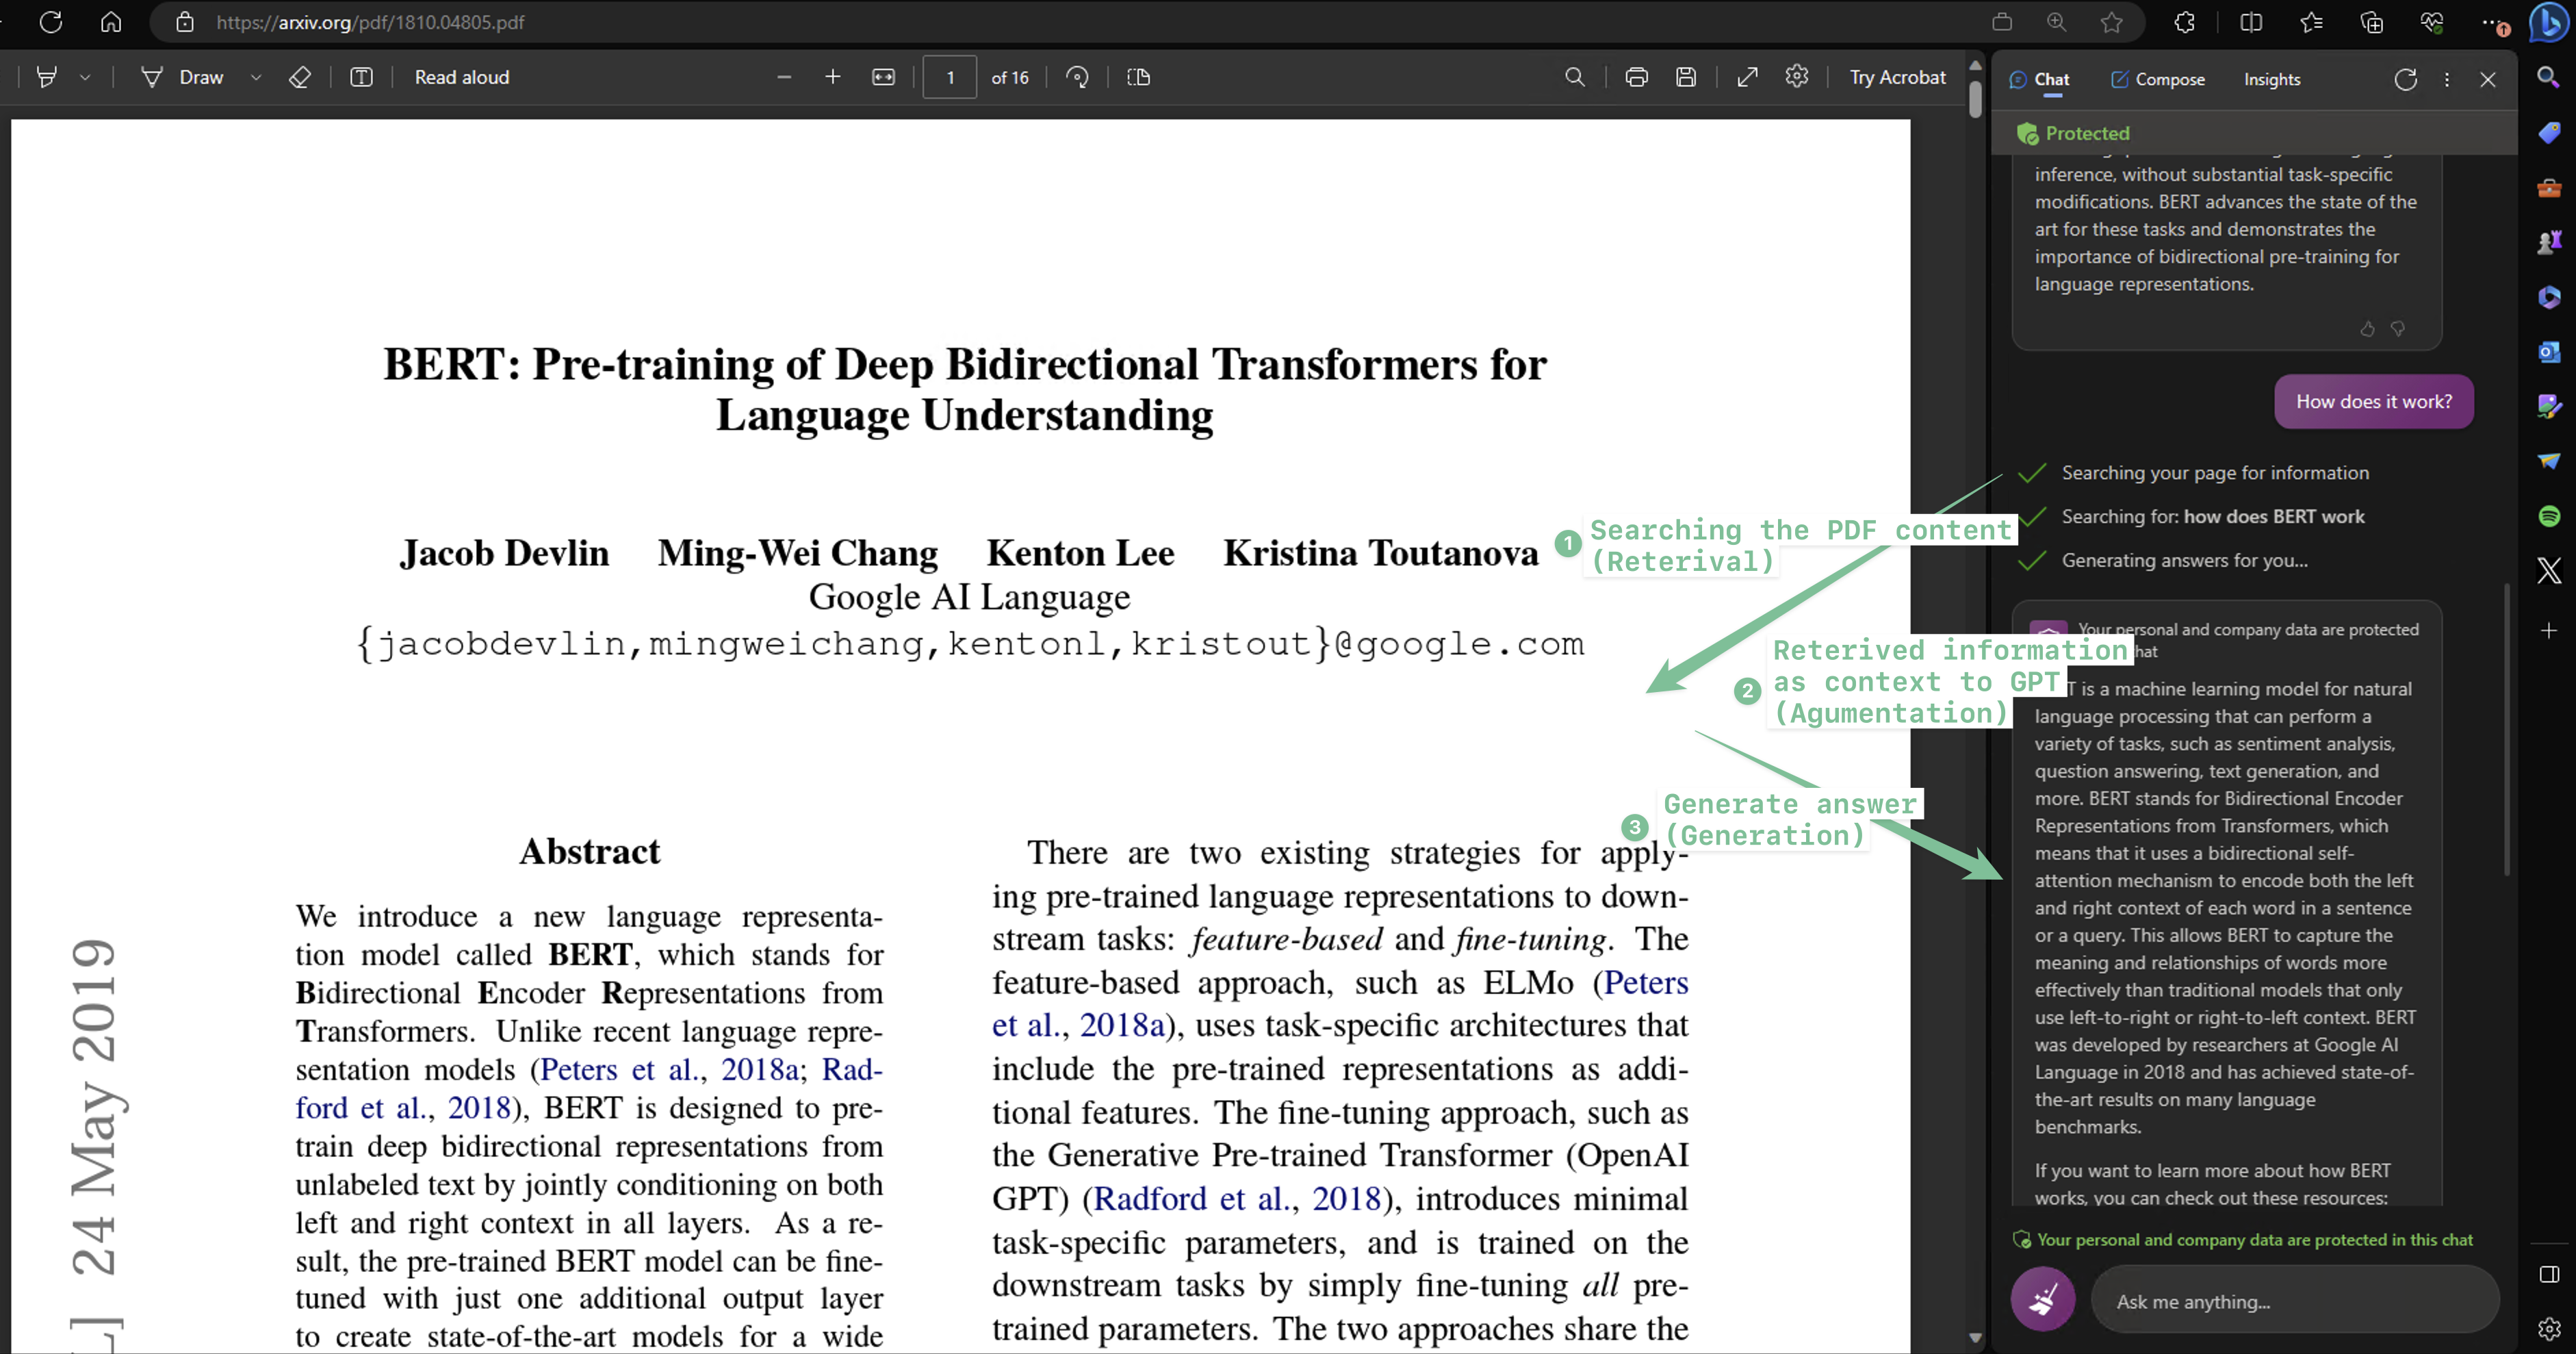 https://arxiv.org/pdf/1810.04805.pdf
Draw
Read aloud
1 of 16
Try Acrobat
BERT: Pre-training of Deep Bidirectional Transformers for
Language Understanding
Jacob Devlin Ming-Wei Chang Kenton Lee Kristina Toutanova
Google AI Language
{jacobdevlin,mingweichang,kentonl,kristout}@google.com
24 May 2019
Abstract
We introduce a new language representa-
tion model called BERT, which stands for
Bidirectional Encoder Representations from
Transformers. Unlike recent language repre-
sentation models (Peters et al., 2018a; Rad-
ford et al., 2018), BERT is designed to pre-
train deep bidirectional representations from
unlabeled text by jointly conditioning on both
left and right context in all layers. As a re-
sult, the pre-trained BERT model can be fine-
tuned with just one additional output layer
to create state-of-the-art models for a wide
There are two existing strategies for apply-
ing pre-trained language representations to down-
stream tasks: feature-based and fine-tuning. The
feature-based approach, such as ELMo (Peters
et al., 2018a), uses task-specific architectures that
include the pre-trained representations as addi-
tional features. The fine-tuning approach, such as
the Generative Pre-trained Transformer (OpenAI
GPT) (Radford et al., 2018), introduces minimal
task-specific parameters, and is trained on the
downstream tasks by simply fine-tuning all pre-
trained parameters. The two approaches share the
1 Searching the PDF content
(Reterival)
2 Reterived information
as context to GPT
(Agumentation)
3 Generate answer
(Generation)
Chat Compose Insights
Protected
inference, without substantial task-specific
modifications. BERT advances the state of the
art for these tasks and demonstrates the
importance of bidirectional pre-training for
language representations.
How does it work?
Searching your page for information
Searching for: how does BERT work
Generating answers for you...
Your personal and company data are protected
hat
T is a machine learning model for natural
language processing that can perform a
variety of tasks, such as sentiment analysis,
question answering, text generation, and
more. BERT stands for Bidirectional Encoder
Representations from Transformers, which
means that it uses a bidirectional self-
attention mechanism to encode both the left
and right context of each word in a sentence
or a query. This allows BERT to capture the
meaning and relationships of words more
effectively than traditional models that only
use left-to-right or right-to-left context. BERT
was developed by researchers at Google AI
Language in 2018 and has achieved state-of-
the-art results on many language
benchmarks.
If you want to learn more about how BERT
works, you can check out these resources:
Your personal and company data are protected in this chat
Ask me anything...